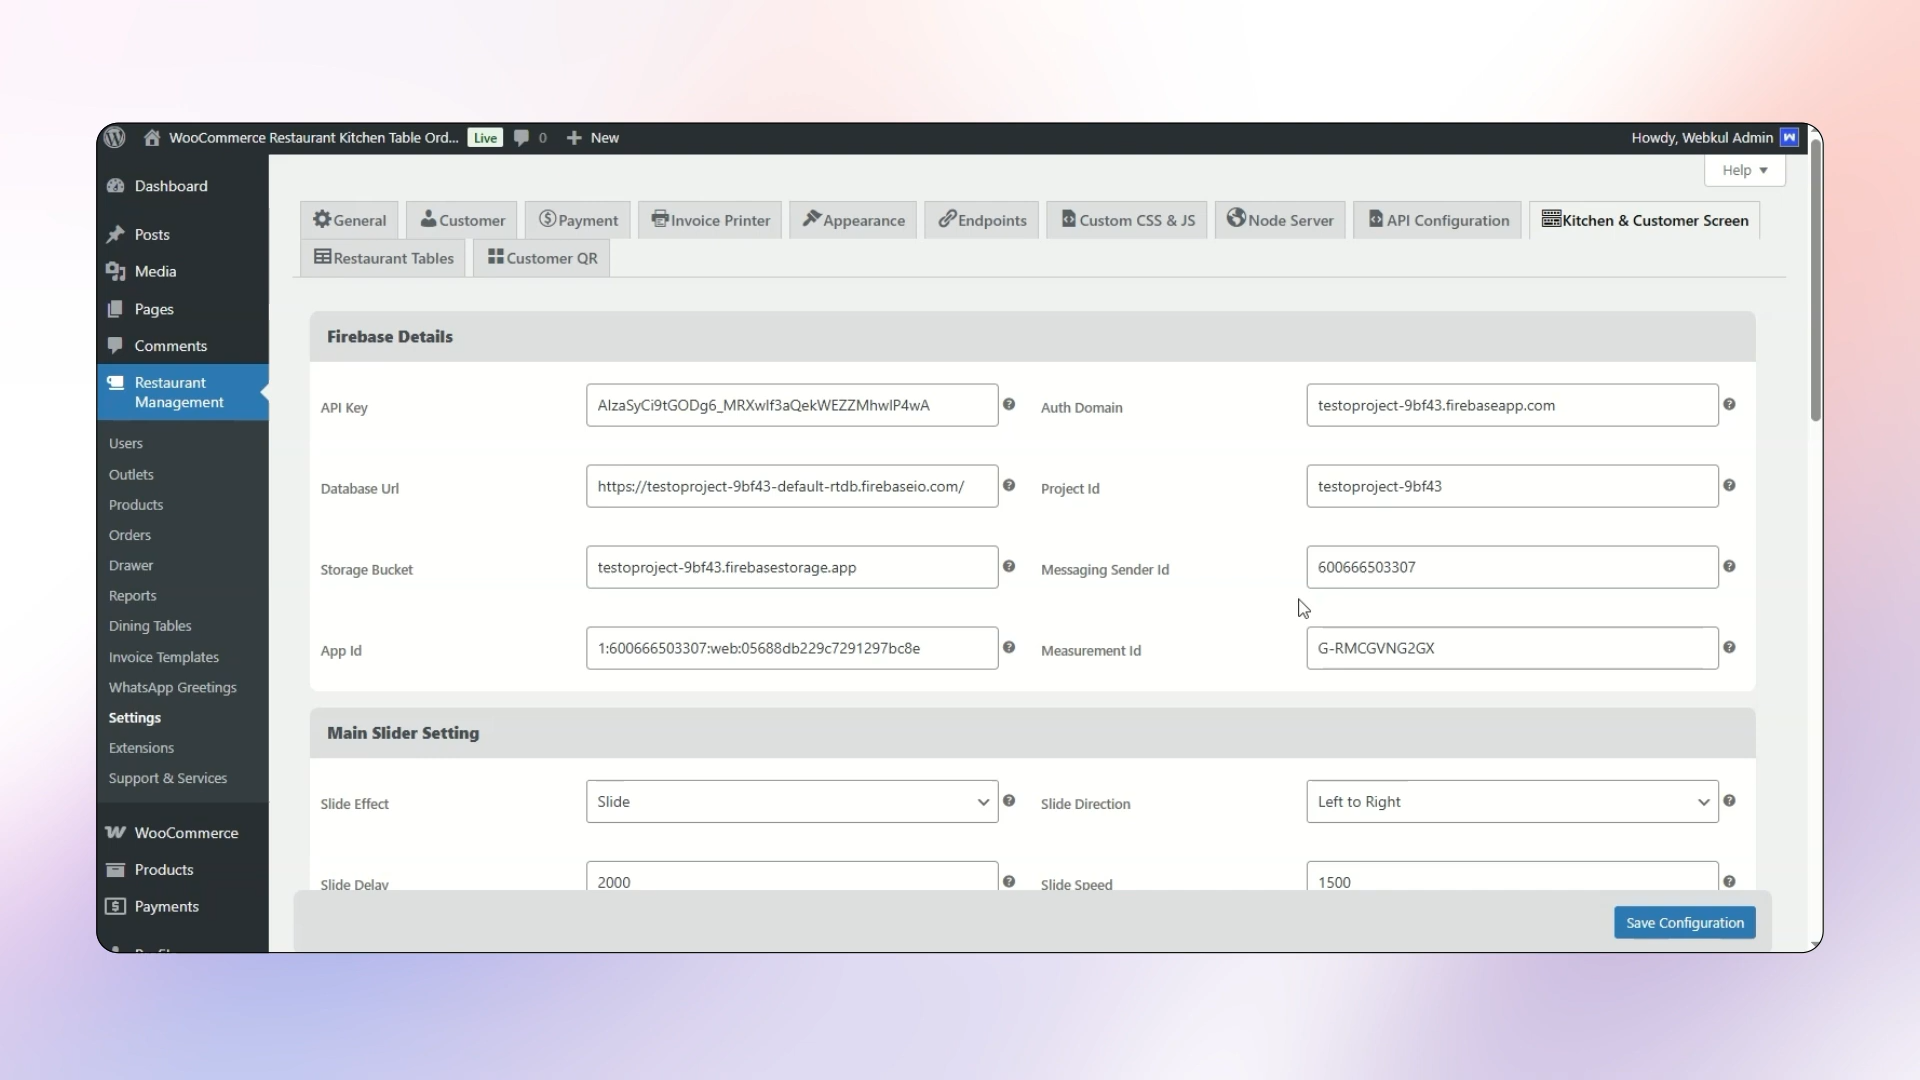 WooCommerce Restaurant Kitchen Table Ord... Live 0 New Howdy, Webkul Admin
Help
Dashboard
Posts
Media
Pages
Comments
Restaurant
Management
Users
Outlets
Products
Orders
Drawer
Reports
Dining Tables
Invoice Templates
WhatsApp Greetings
Settings
Extensions
Support & Services
WooCommerce
Products
Payments
General Customer Payment Invoice Printer Appearance Endpoints Custom CSS & JS Node Server API Configuration Kitchen & Customer Screen
Restaurant Tables Customer QR
Firebase Details
API Key AIzaSyCi9tGODg6_MRXwIf3aQekWEZZMhwIP4wA Auth Domain testoproject-9bf43.firebaseapp.com
Database Url https://testoproject-9bf43-default-rtdb.firebaseio.com/ Project Id testoproject-9bf43
Storage Bucket testoproject-9bf43.firebasestorage.app Messaging Sender Id 600666503307
App Id 1:600666503307:web:05688db229c7291297bc8e Measurement Id G-RMCGVNG2GX
Main Slider Setting
Slide Effect Slide Slide Direction Left to Right
Slide Delay 2000 Slide Speed 1500
Save Configuration